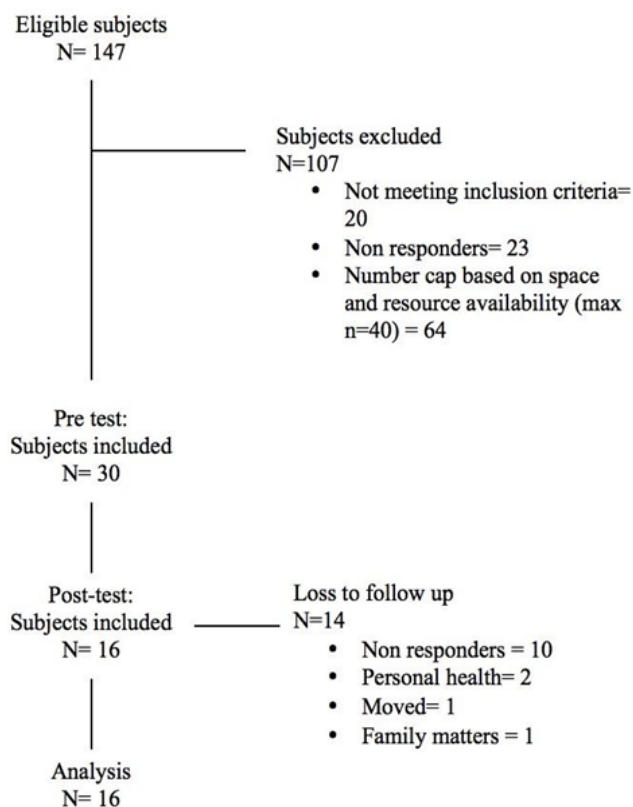 Eligible subjects
N= 147
Subjects excluded
N=107
• Not meeting inclusion criteria=
20
• Non responders= 23
• Number cap based on space
and resource availability (max
n=40) = 64
Pre test:
Subjects included
N= 30
Post-test:
Subjects included
N= 16
Loss to follow up
N=14
• Non responders = 10
• Personal health= 2
• Moved= 1
• Family matters = 1
Analysis
N= 16